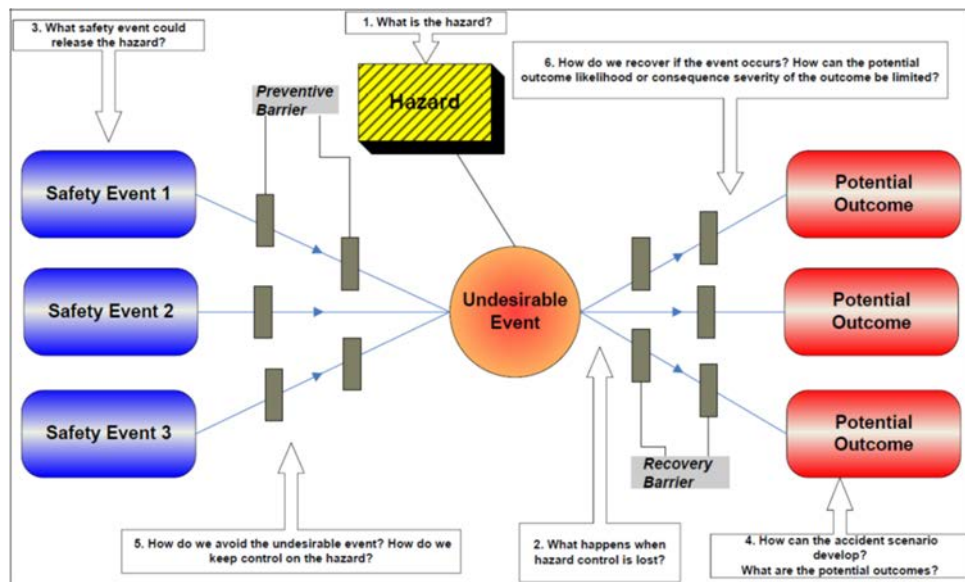 3. What safety event could
release the hazard?
1. What is the hazard?
6. How do we recover if the event occurs? How can the potential
outcome likelihood or consequence severity of the outcome be limited?
Preventive
Barrier
Hazard
Safety Event 1
Potential
Outcome
Safety Event 2
Undesirable
Event
Potential
Outcome
Safety Event 3
Potential
Outcome
Recovery
Barrier
5. How do we avoid the undesirable event? How do we
keep control on the hazard?
2. What happens when
hazard control is lost?
4. How can the accident scenario
develop?
What are the potential outcomes?